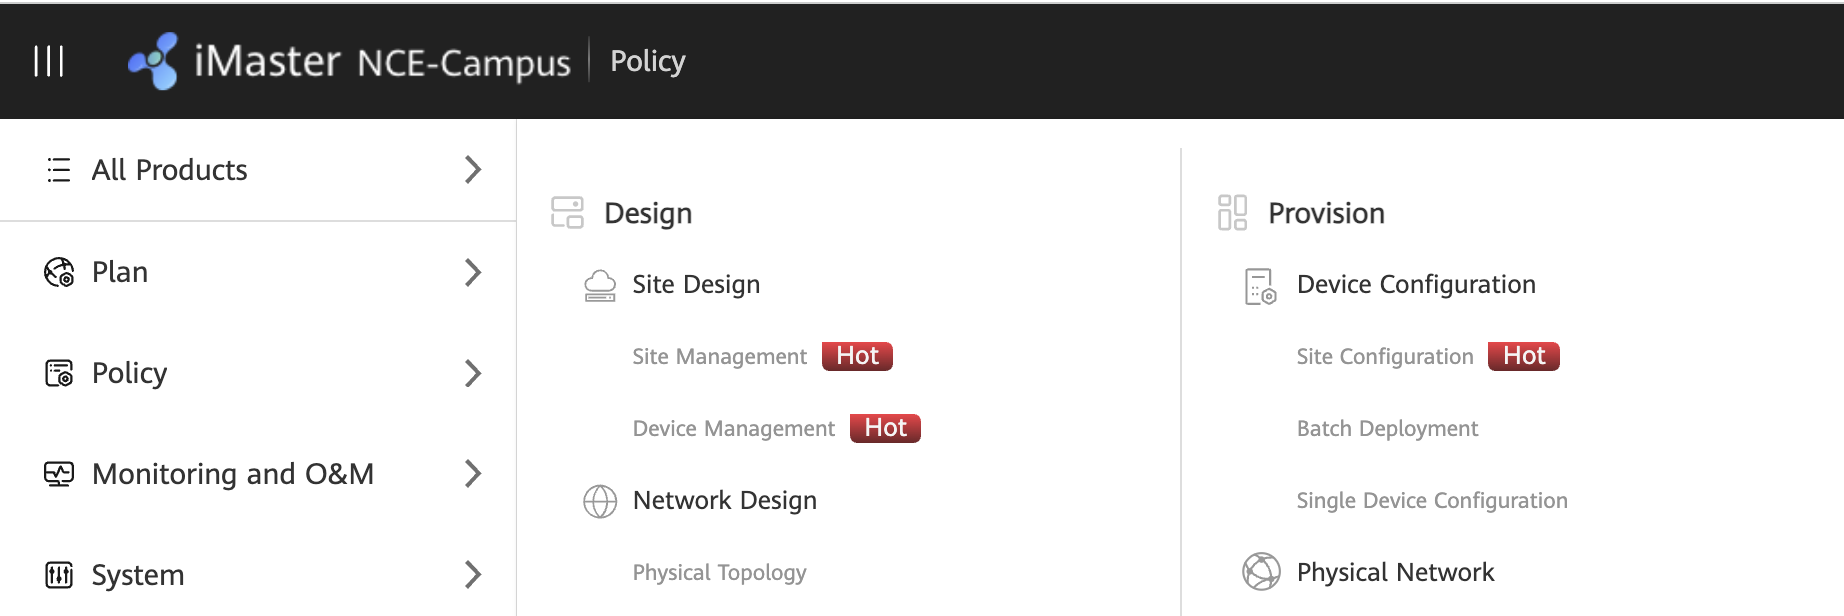 iMaster NCE-Campus Policy
All Products
Plan
Policy
Monitoring and O&M
System
Design
Site Design
Site Management Hot
Device Management Hot
Network Design
Physical Topology
Provision
Device Configuration
Site Configuration Hot
Batch Deployment
Single Device Configuration
Physical Network